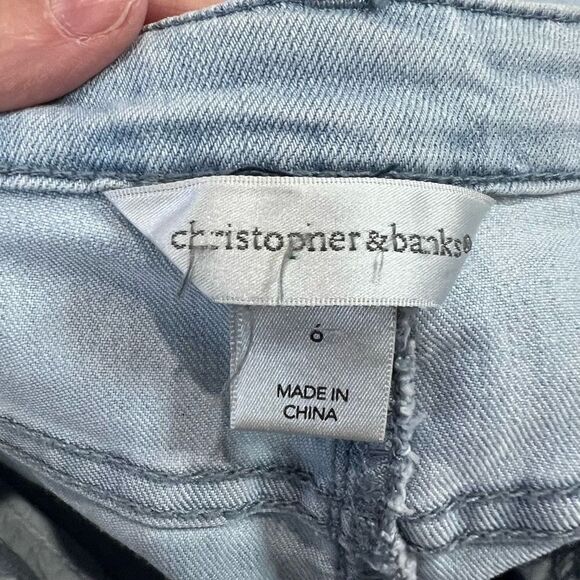 christopher & banks®
6
MADE IN
CHINA